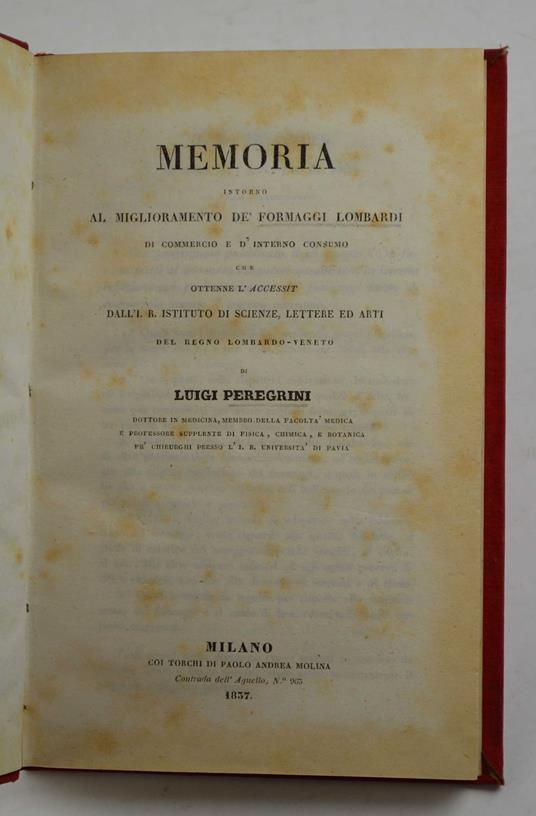 MEMORIA
INTORNO
AL MIGLIORAMENTO DE' FORMAGGI LOMBARDI
DI COMMERCIO E D' INTERNO CONSUMO
CHE
OTTENNE L' ACCESSIT
DALL'I. R. ISTITUTO DI SCIENZE, LETTERE ED ARTI
DEL REGNO LOMBARDO-VENETO
DI
LUIGI PEREGRINI
DOTTORE IN MEDICINA, MEMBRO DELLA FACOLTA' MEDICA
E PROFESSORE SUPPLENTE DI FISICA, CHIMICA, E BOTANICA
PE' CHIRURGHI PRESSO L' I. R. UNIVERSITA' DI PAVIA
MILANO
COI TORCHI DI PAOLO ANDREA MOLINA
Contrada dell' Agnello, N.° 963
1837.